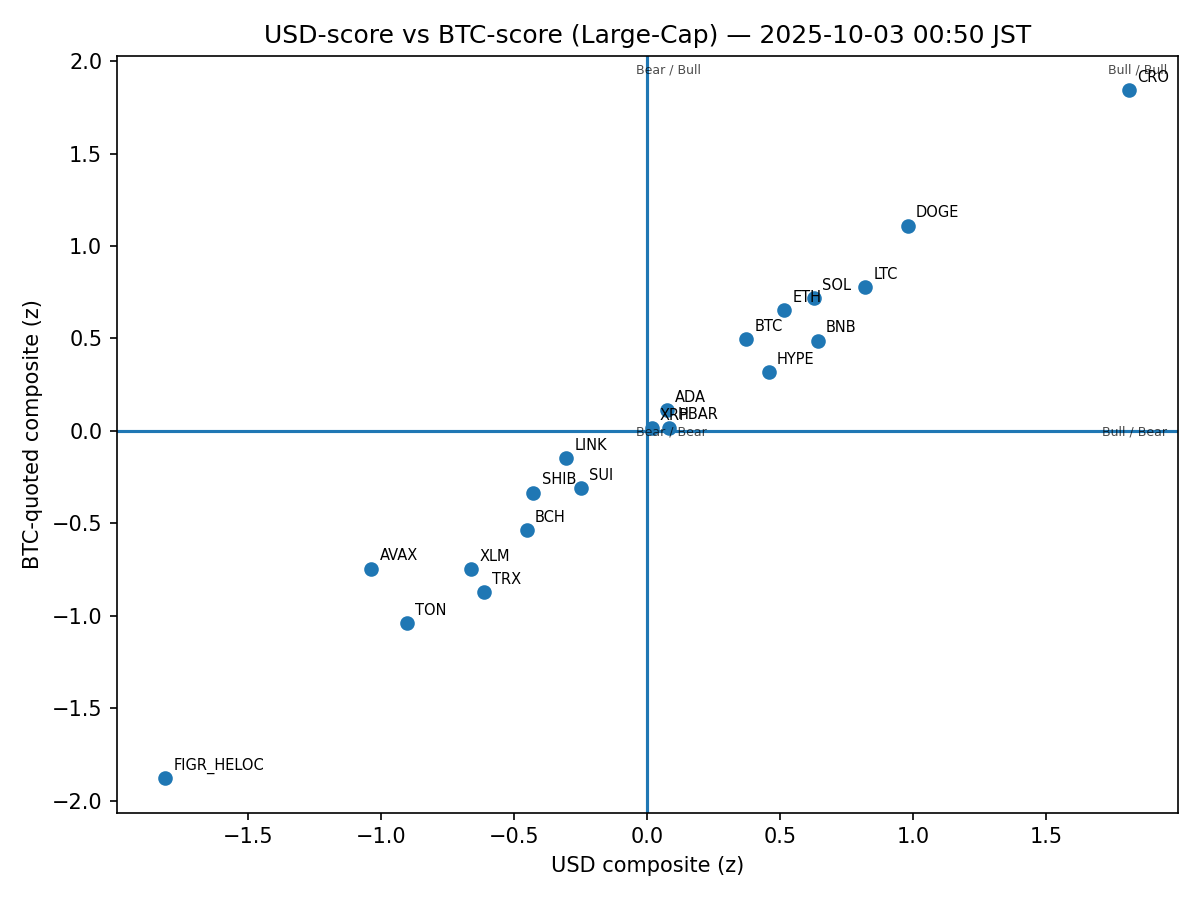 USD-score vs BTC-score (Large-Cap) — 2025-10-03 00:50 JST
2.0
1.5
1.0
0.5
0.0
−0.5
−1.0
−1.5
−2.0
BTC-quoted composite (z)
Bear / Bull
Bull / Bull
CRO
DOGE
LTC
SOL
ETH
BTC
BNB
HYPE
ADA
XRP
HBAR
Bear / Bear
Bull / Bear
LINK
SHIB
SUI
BCH
AVAX
XLM
TRX
TON
FIGR_HELOC
−1.5
−1.0
−0.5
0.0
0.5
1.0
1.5
USD composite (z)